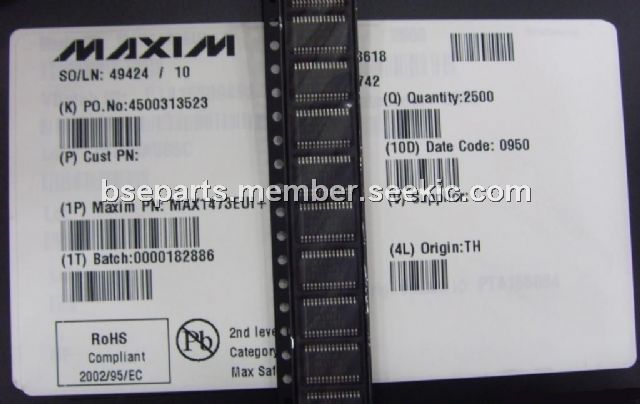 MAXIM
SO/LN: 49424 / 10
3618
742
(K) PO.No:4500313523
(Q) Quantity:2500
(P) Cust PN:
(10D) Date Code: 0950
bseparts.member.seekic.com
(1P) Maxim PN: MAX1473EUI+
(V) Supplier:
(1T) Batch:0000182886
(4L) Origin:TH
RoHS
Compliant
2002/95/EC
Pb
2nd leve
Category
Max Saf